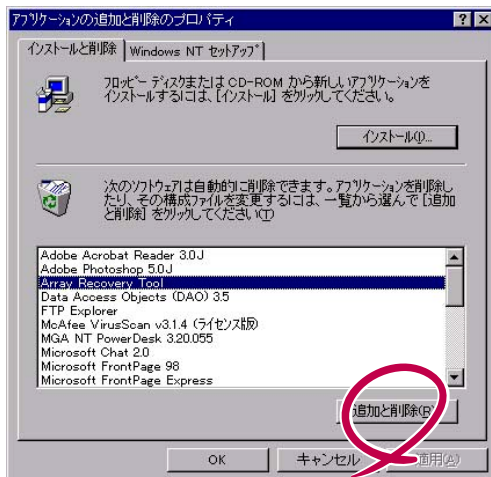 アプリケーションの追加と削除のプロパティ
インストールと削除
Windows NT セットアップ
フロッピー ディスクまたは CD-ROM から新しいアプリケーションを
インストールするには、[インストール] をクリックしてください。
インストール(I)...
次のソフトウェアは自動的に削除できます。アプリケーションを削除し
たり、その構成ファイルを変更するには、一覧から選んで [追加
と削除] をクリックしてください(T)
Adobe Acrobat Reader 3.0J
Adobe Photoshop 5.0J
Array Recovery Tool
Data Access Objects (DAO) 3.5
FTP Explorer
McAfee VirusScan v3.1.4 (ライセンス版)
MGA NT PowerDesk 3.20.055
Microsoft Chat 2.0
Microsoft FrontPage 98
Microsoft FrontPage Express
追加と削除(R)...
OK
キャンセル
適用(A)